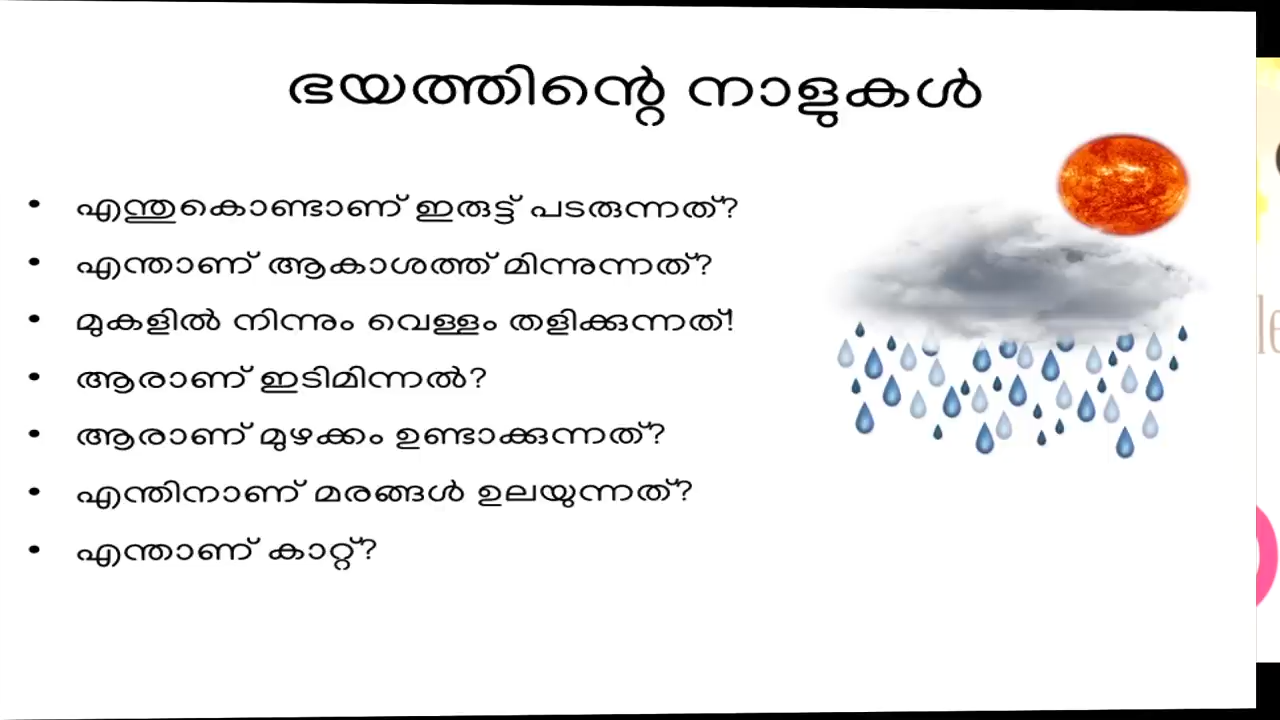 ഭയത്തിന്റെ നാളുകൾ
• എന്തുകൊണ്ടാണ് ഇരുട്ട് പടരുന്നത്?
• എന്താണ് ആകാശത്ത് മിന്നുന്നത്?
• മുകളിൽ നിന്നും വെള്ളം തളിക്കുന്നത്!
• ആരാണ് ഇടിമിന്നൽ?
• ആരാണ് മുഴക്കം ഉണ്ടാക്കുന്നത്?
• എന്തിനാണ് മരങ്ങൾ ഉലയുന്നത്?
• എന്താണ് കാറ്റ്?